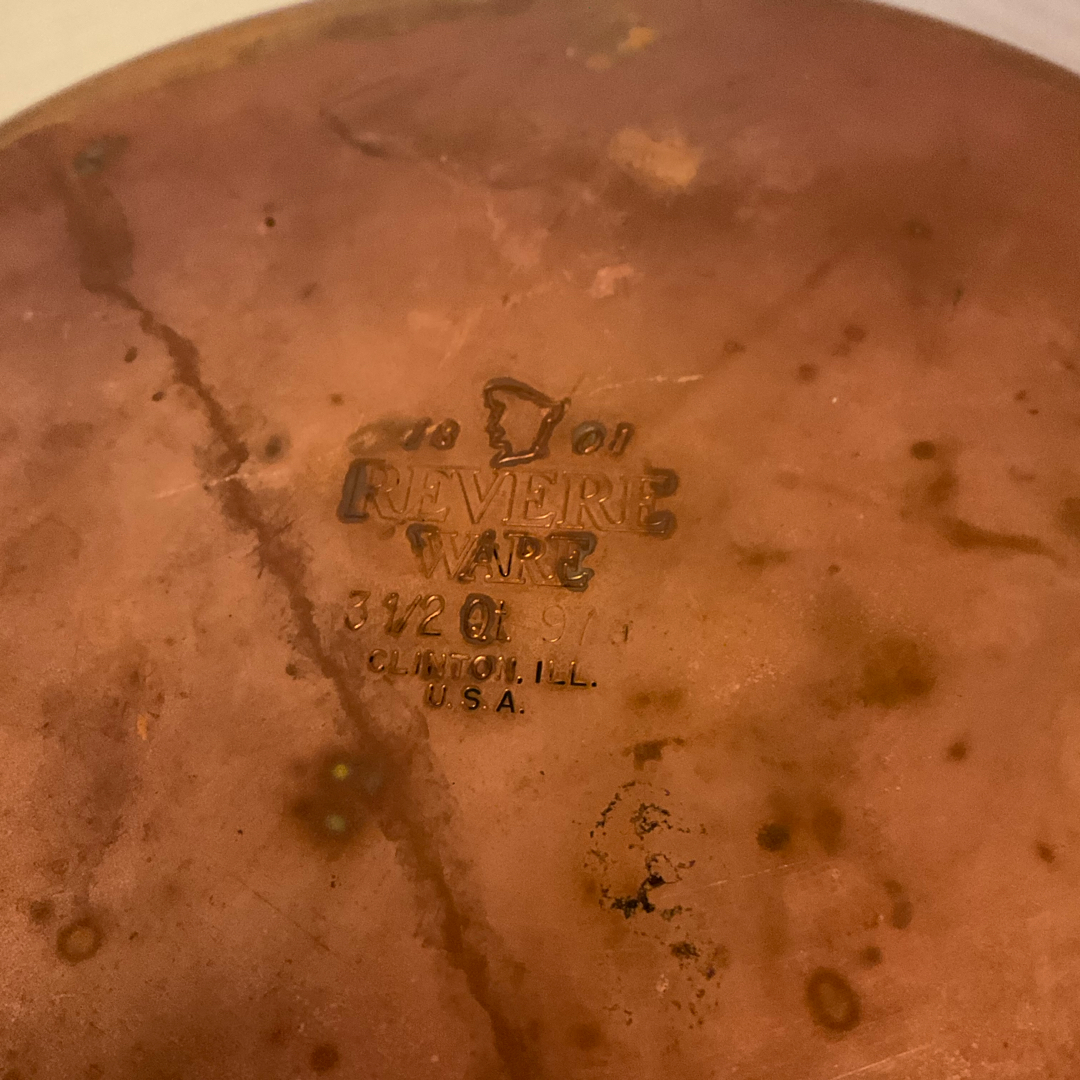 18 01
REVERE
WARE
3 1/2 Qt
CLINTON, ILL.
U.S.A.